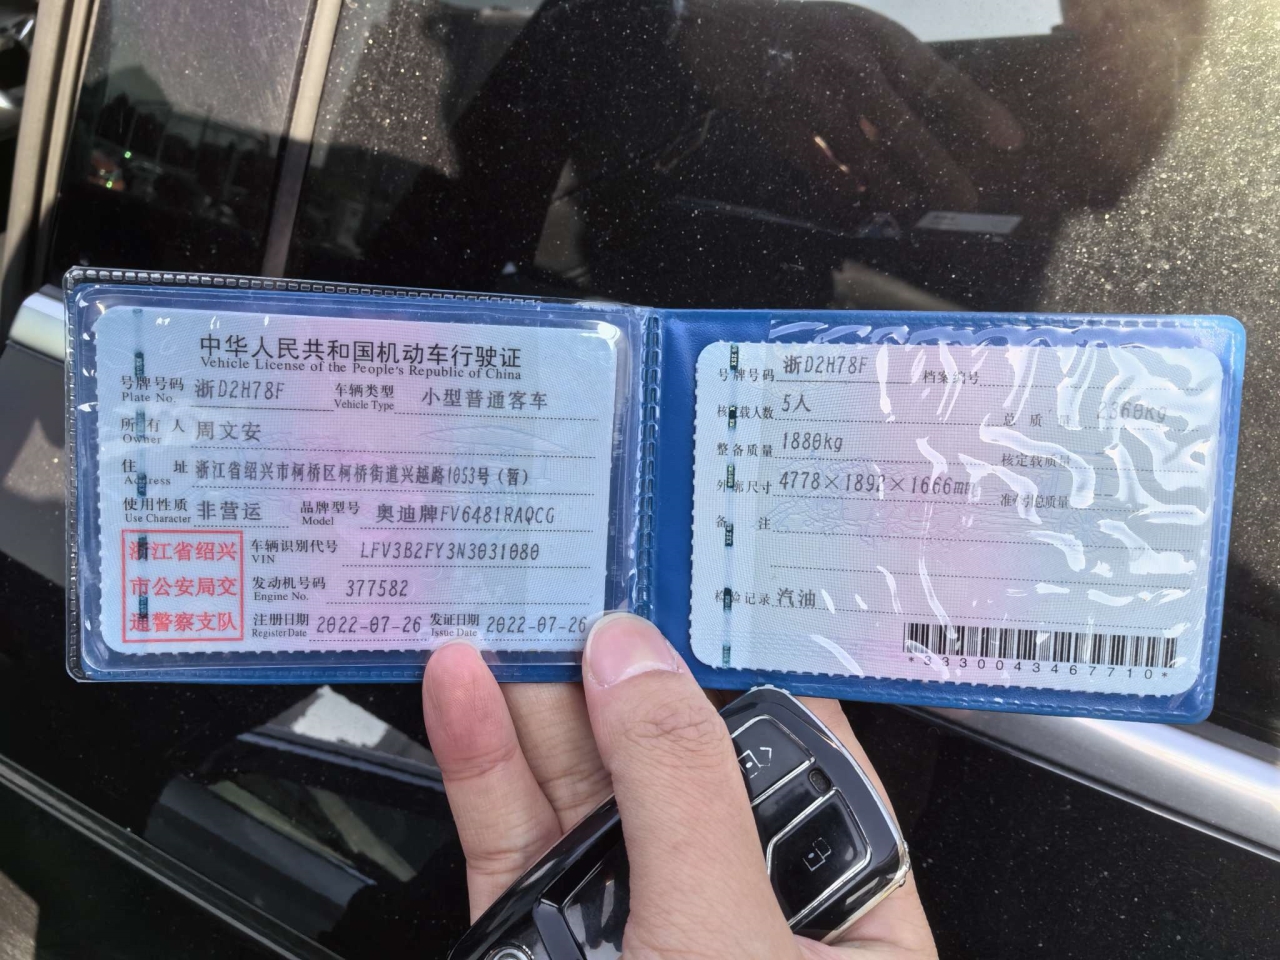 中华人民共和国机动车行驶证
Vehicle License of the People's Republic of China
号牌号码 浙D2H78F 车辆类型 小型普通客车
Plate No. Vehicle Type
所有人 周文安
Owner
住址 浙江省绍兴市柯桥区柯桥街道兴越路1053号（暂）
Address
使用性质 非营运 品牌型号 奥迪牌FV6481RAQCG
Use Character Model
浙江省绍兴
市公安局交
通警察支队
车辆识别代号 LFV3B2FY3N3031080
VIN
发动机号码 377582
Engine No.
注册日期 2022-07-26 发证日期 2022-07-26
Register Date Issue Date
号牌号码 浙D2H78F 档案编号
核定载人数 5人 总质量 2360kg
整备质量 1880kg 核定载质量
外廓尺寸 4778×1892×1666mm 准牵引总质量
备注
检验记录 汽油
*3330043467710*